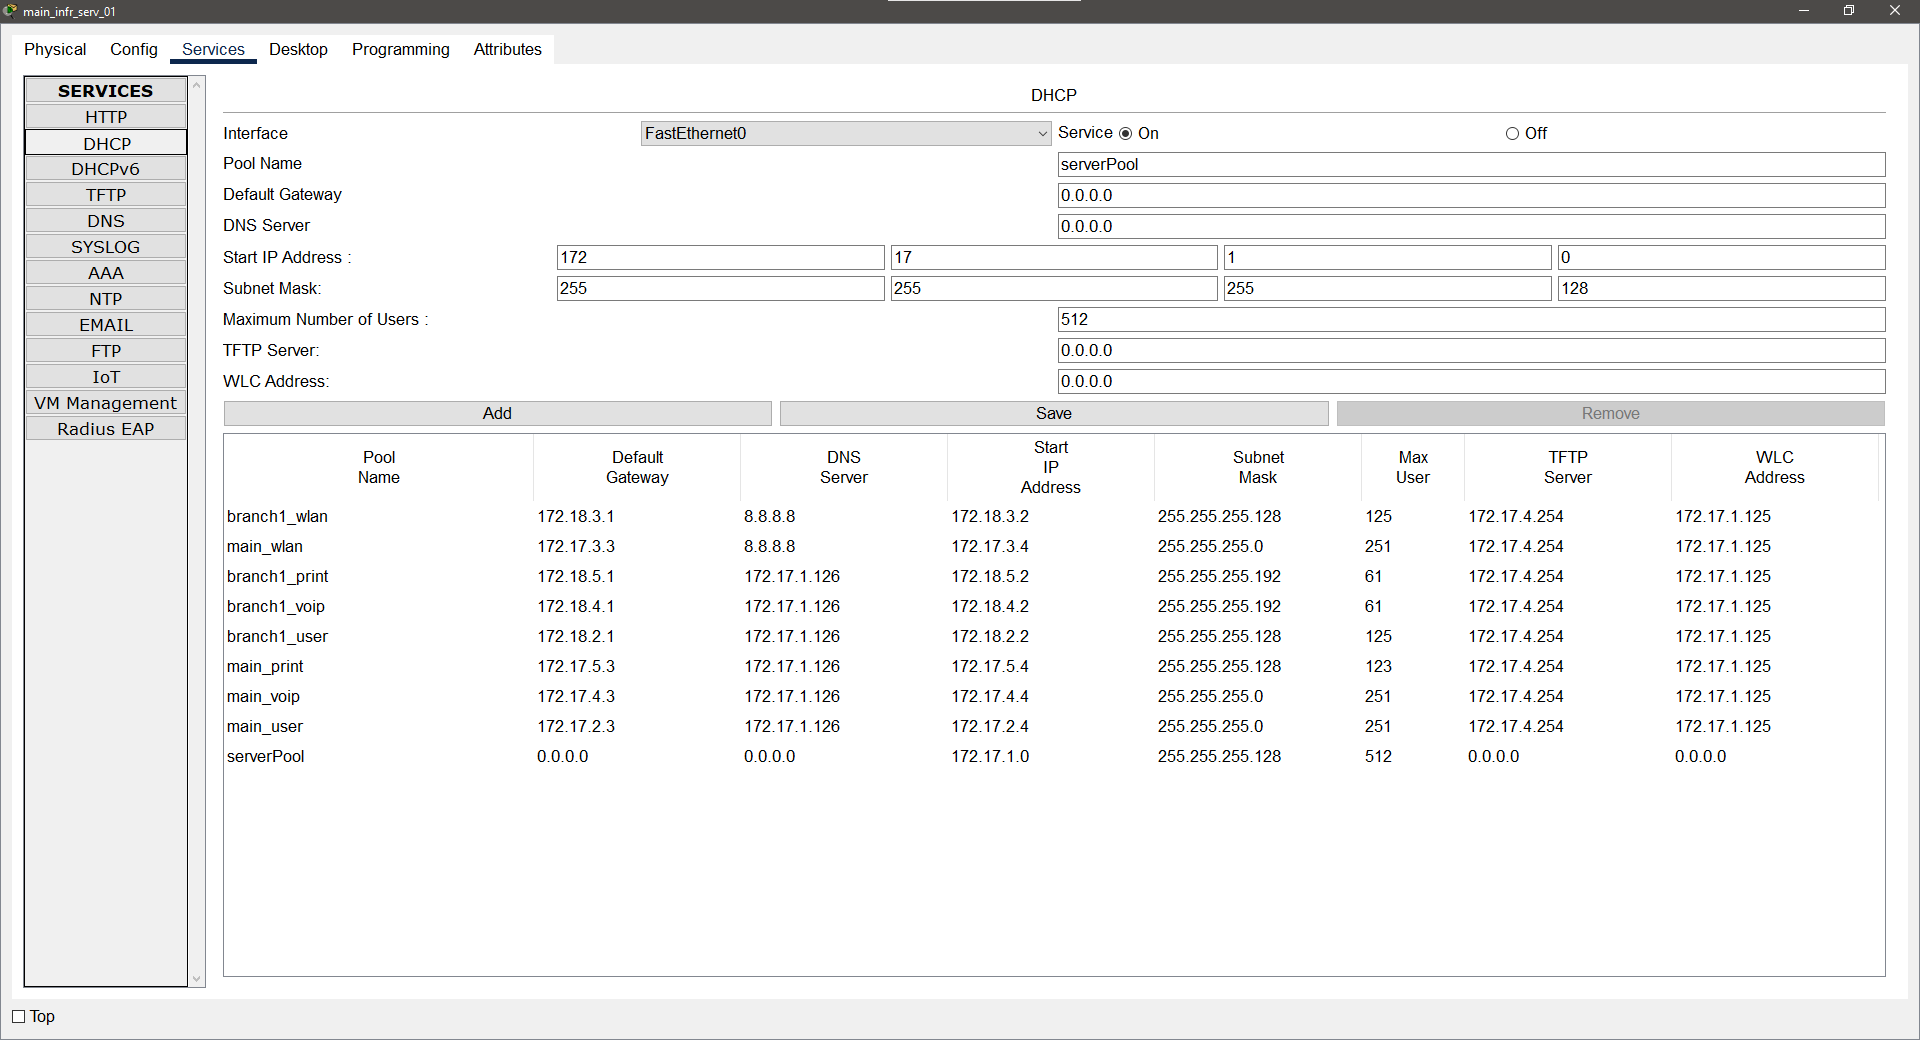 main_infr_serv_01
Physical Config Services Desktop Programming Attributes
SERVICES
HTTP
DHCP
DHCPv6
TFTP
DNS
SYSLOG
AAA
NTP
EMAIL
FTP
IoT
VM Management
Radius EAP
DHCP
Interface FastEthernet0 Service On Off
Pool Name serverPool
Default Gateway 0.0.0.0
DNS Server 0.0.0.0
Start IP Address : 172 17 1 0
Subnet Mask: 255 255 255 128
Maximum Number of Users : 512
TFTP Server: 0.0.0.0
WLC Address: 0.0.0.0
Add Save Remove
Pool Name Default Gateway DNS Server Start IP Address Subnet Mask Max User TFTP Server WLC Address
branch1_wlan 172.18.3.1 8.8.8.8 172.18.3.2 255.255.255.128 125 172.17.4.254 172.17.1.125
main_wlan 172.17.3.3 8.8.8.8 172.17.3.4 255.255.255.0 251 172.17.4.254 172.17.1.125
branch1_print 172.18.5.1 172.17.1.126 172.18.5.2 255.255.255.192 61 172.17.4.254 172.17.1.125
branch1_voip 172.18.4.1 172.17.1.126 172.18.4.2 255.255.255.192 61 172.17.4.254 172.17.1.125
branch1_user 172.18.2.1 172.17.1.126 172.18.2.2 255.255.255.128 125 172.17.4.254 172.17.1.125
main_print 172.17.5.3 172.17.1.126 172.17.5.4 255.255.255.128 123 172.17.4.254 172.17.1.125
main_voip 172.17.4.3 172.17.1.126 172.17.4.4 255.255.255.0 251 172.17.4.254 172.17.1.125
main_user 172.17.2.3 172.17.1.126 172.17.2.4 255.255.255.0 251 172.17.4.254 172.17.1.125
serverPool 0.0.0.0 0.0.0.0 172.17.1.0 255.255.255.128 512 0.0.0.0 0.0.0.0
Top